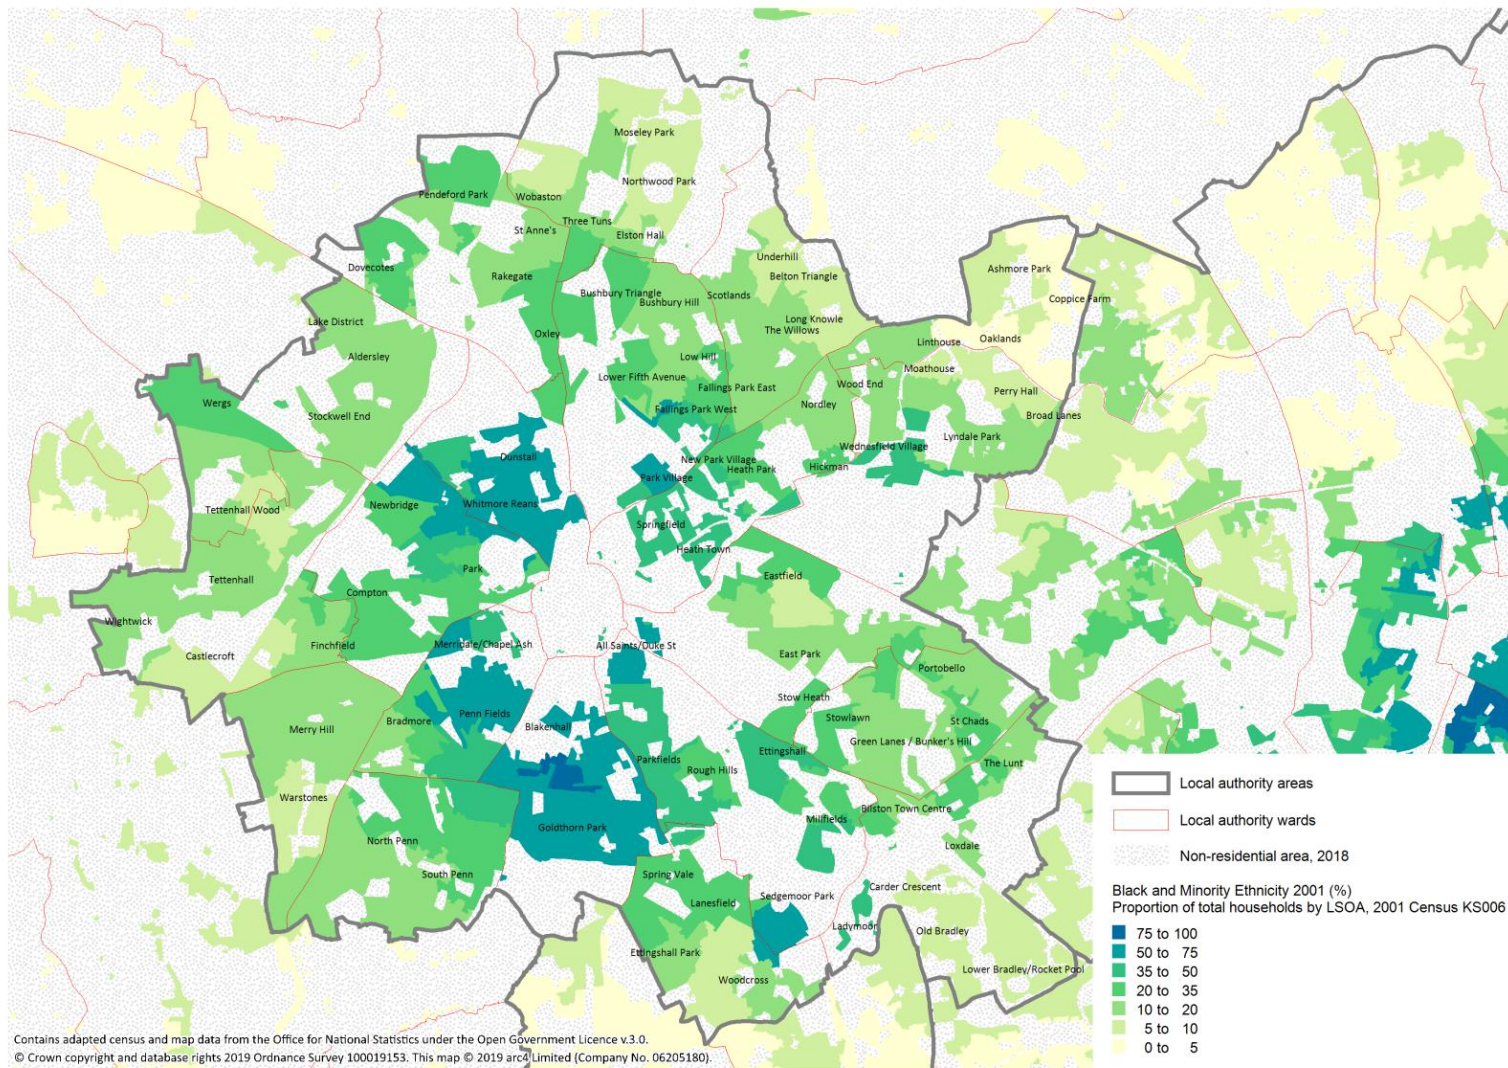 Moseley Park
Northwood Park
Pendeford Park
Wobaston
Three Tuns
St Anne's
Elston Hall
Underhill
Dovecotes
Rakegate
Belton Triangle
Ashmore Park
Bushbury Triangle
Bushbury Hill
Scotlands
Coppice Farm
Lake District
Long Knowle
Oxley
The Willows
Oaklands
Linthouse
Aldersley
Low Hill
Moathouse
Lower Fifth Avenue
Fallings Park East
Wood End
Perry Hall
Wergs
Nordley
Stockwell End
Fallings Park West
Broad Lanes
Lyndale Park
Wednesfield Village
Dunstall
New Park Village
Heath Park
Hickman
Park Village
Newbridge
Whitmore Reans
Tettenhall Wood
Springfield
Heath Town
Park
Eastfield
Tettenhall
Compton
Wightwick
Finchfield
Merridale/Chapel Ash
All Saints/Duke St
Castlecroft
East Park
Portobello
Stow Heath
Penn Fields
Stowlawn
St Chads
Bradmore
Blakenhall
Merry Hill
Green Lanes / Bunker's Hill
Ettingshall
Parkfields
Rough Hills
The Lunt
Warstones
Bilston Town Centre
Millfields
Goldthorn Park
North Penn
Loxdale
South Penn
Spring Vale
Carder Crescent
Sedgemoor Park
Lanesfield
Ladymoor
Old Bradley
Ettingshall Park
Lower Bradley/Rocket Pool
Woodcross
Local authority areas
Local authority wards
Non-residential area, 2018
Black and Minority Ethnicity 2001 (%)
Proportion of total households by LSOA, 2001 Census KS006
75 to 100
50 to 75
35 to 50
20 to 35
10 to 20
5 to 10
0 to 5
Contains adapted census and map data from the Office for National Statistics under the Open Government Licence v.3.0.
© Crown copyright and database rights 2019 Ordnance Survey 100019153. This map © 2019 arc4 Limited (Company No. 06205180).